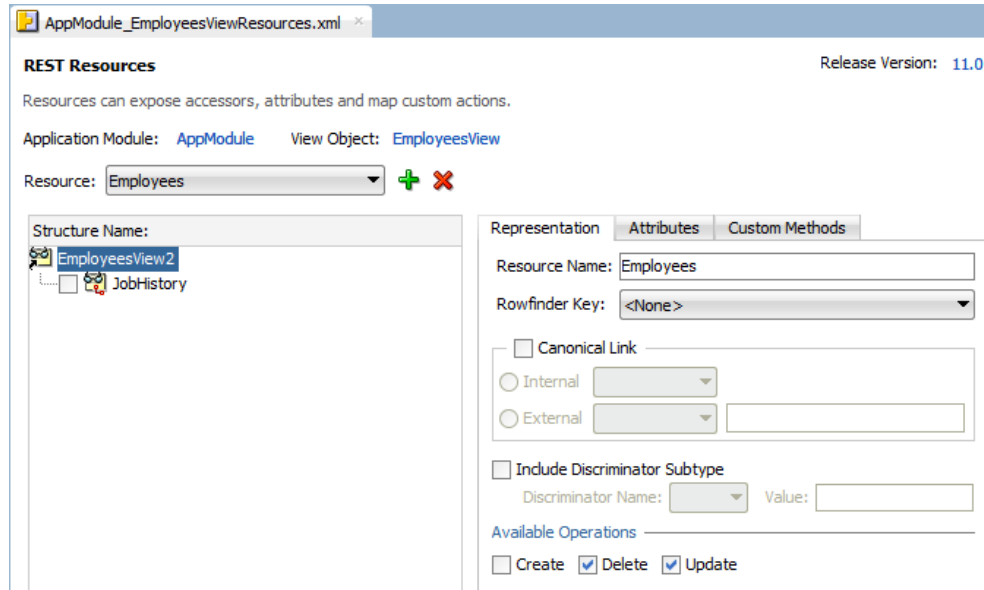 AppModule_EmployeesViewResources.xml
REST Resources
Release Version: 11.0
Resources can expose accessors, attributes and map custom actions.
Application Module: AppModule View Object: EmployeesView
Resource: Employees
Structure Name:
EmployeesView2
JobHistory
Representation Attributes Custom Methods
Resource Name: Employees
Rowfinder Key: <None>
Canonical Link
Internal
External
Include Discriminator Subtype
Discriminator Name: Value:
Available Operations
Create Delete Update